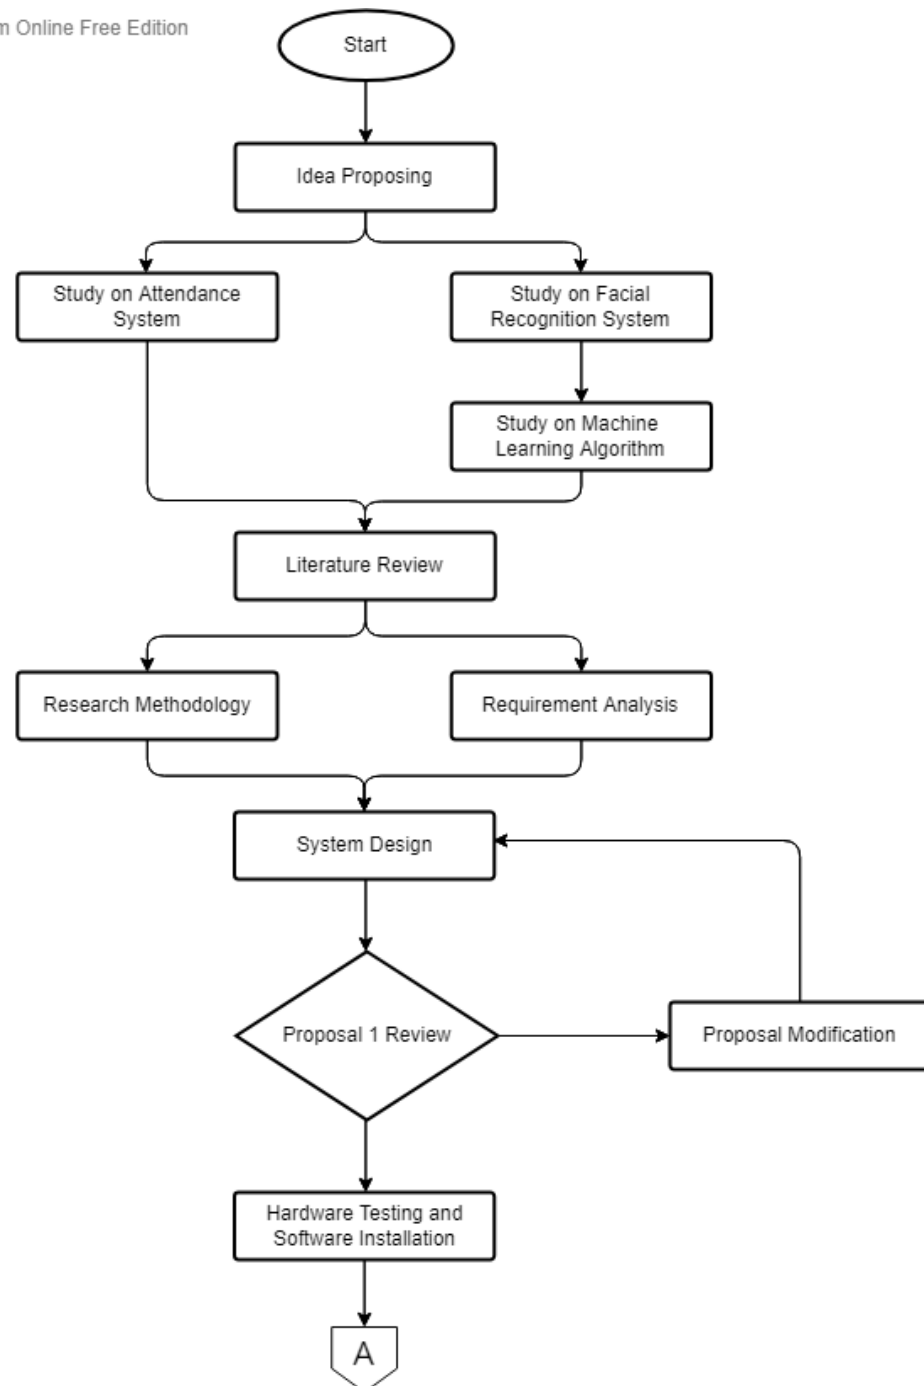 Online Free Edition
Start
Idea Proposing
Study on Attendance
System
Study on Facial
Recognition System
Study on Machine
Learning Algorithm
Literature Review
Research Methodology
Requirement Analysis
System Design
Proposal 1 Review
Proposal Modification
Hardware Testing and
Software Installation
A